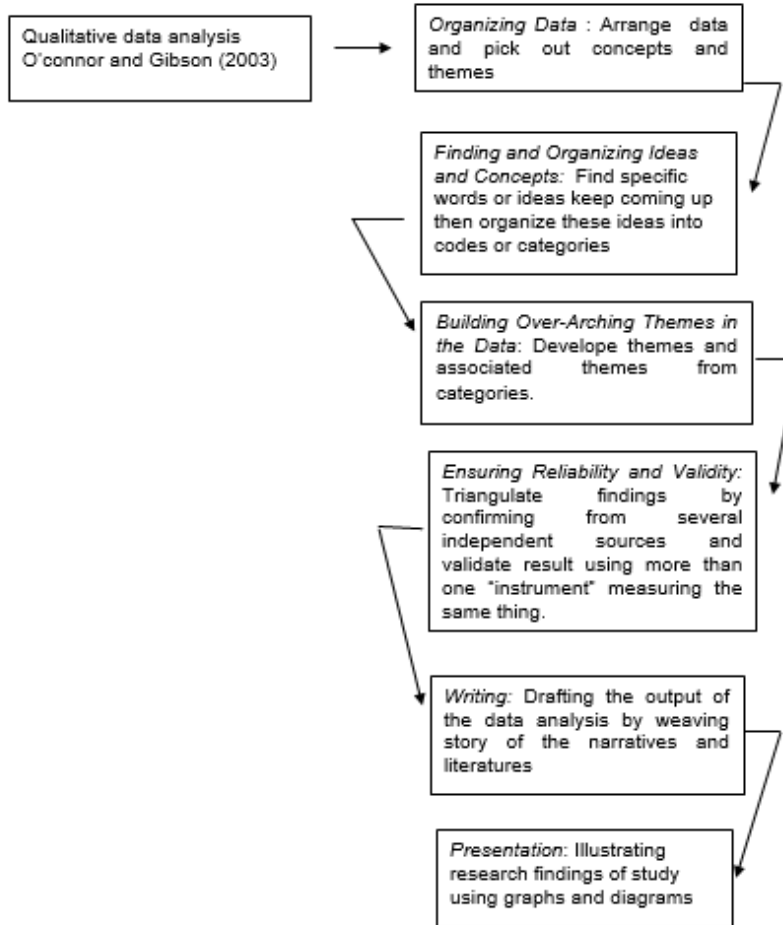 Qualitative data analysis
O'connor and Gibson (2003)
Organizing Data : Arrange data
and pick out concepts and
themes
Finding and Organizing Ideas
and Concepts: Find specific
words or ideas keep coming up
then organize these ideas into
codes or categories
Building Over-Arching Themes in
the Data: Develope themes and
associated themes from
categories.
Ensuring Reliability and Validity:
Triangulate findings by
confirming from several
independent sources and
validate result using more than
one "instrument" measuring the
same thing.
Writing: Drafting the output of
the data analysis by weaving
story of the narratives and
literatures
Presentation: Illustrating
research findings of study
using graphs and diagrams